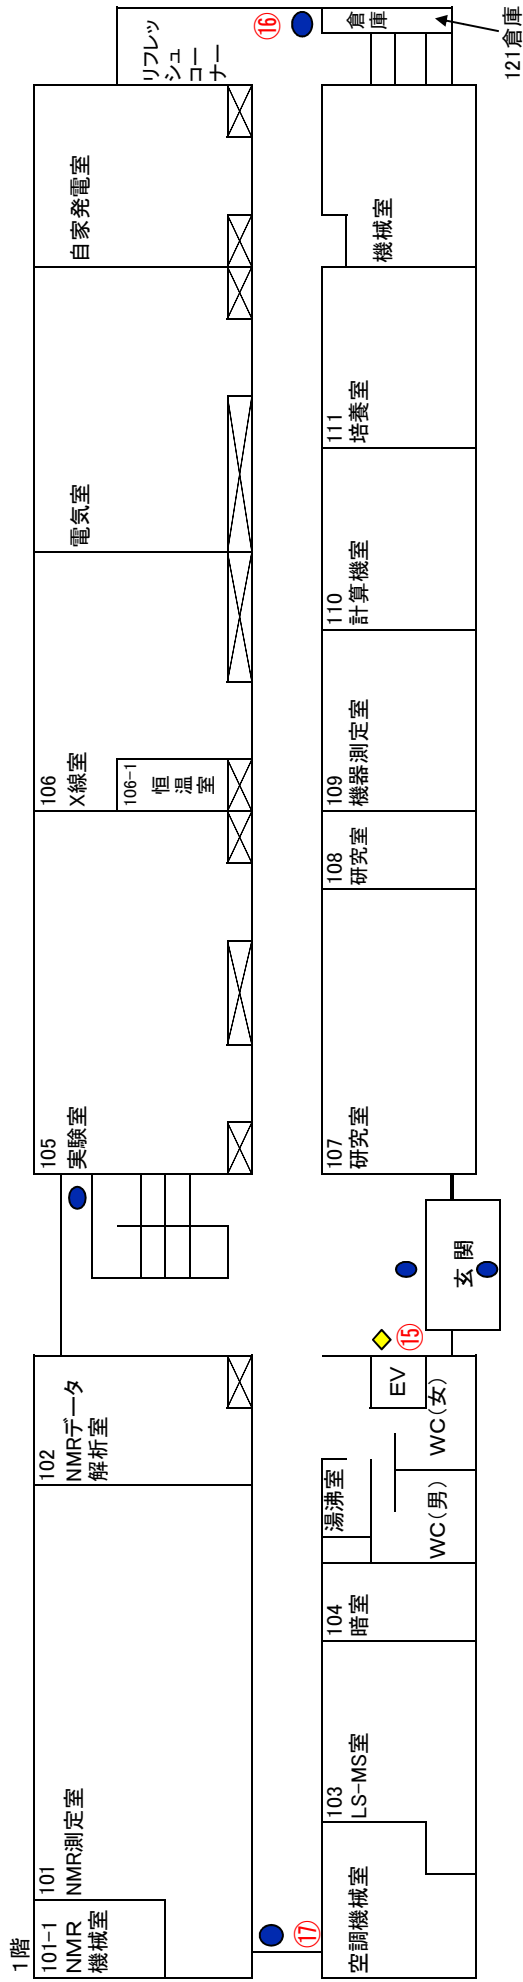 1階
101-1
NMR
機械室
101
NMR測定室
102
NMRデータ
解析室
105
実験室
106
X線室
106-1
恒
温
室
電気室
自家発電室
リフレッ
シュ
コー
ナー
⑰
⑯
空調機械室
103
LS-MS室
104
暗室
湯沸室
WC(男)
WC(女)
EV
⑮
玄関
107
研究室
108
研究室
109
機器測定室
110
計算機室
111
培養室
機械室
倉庫
121倉庫